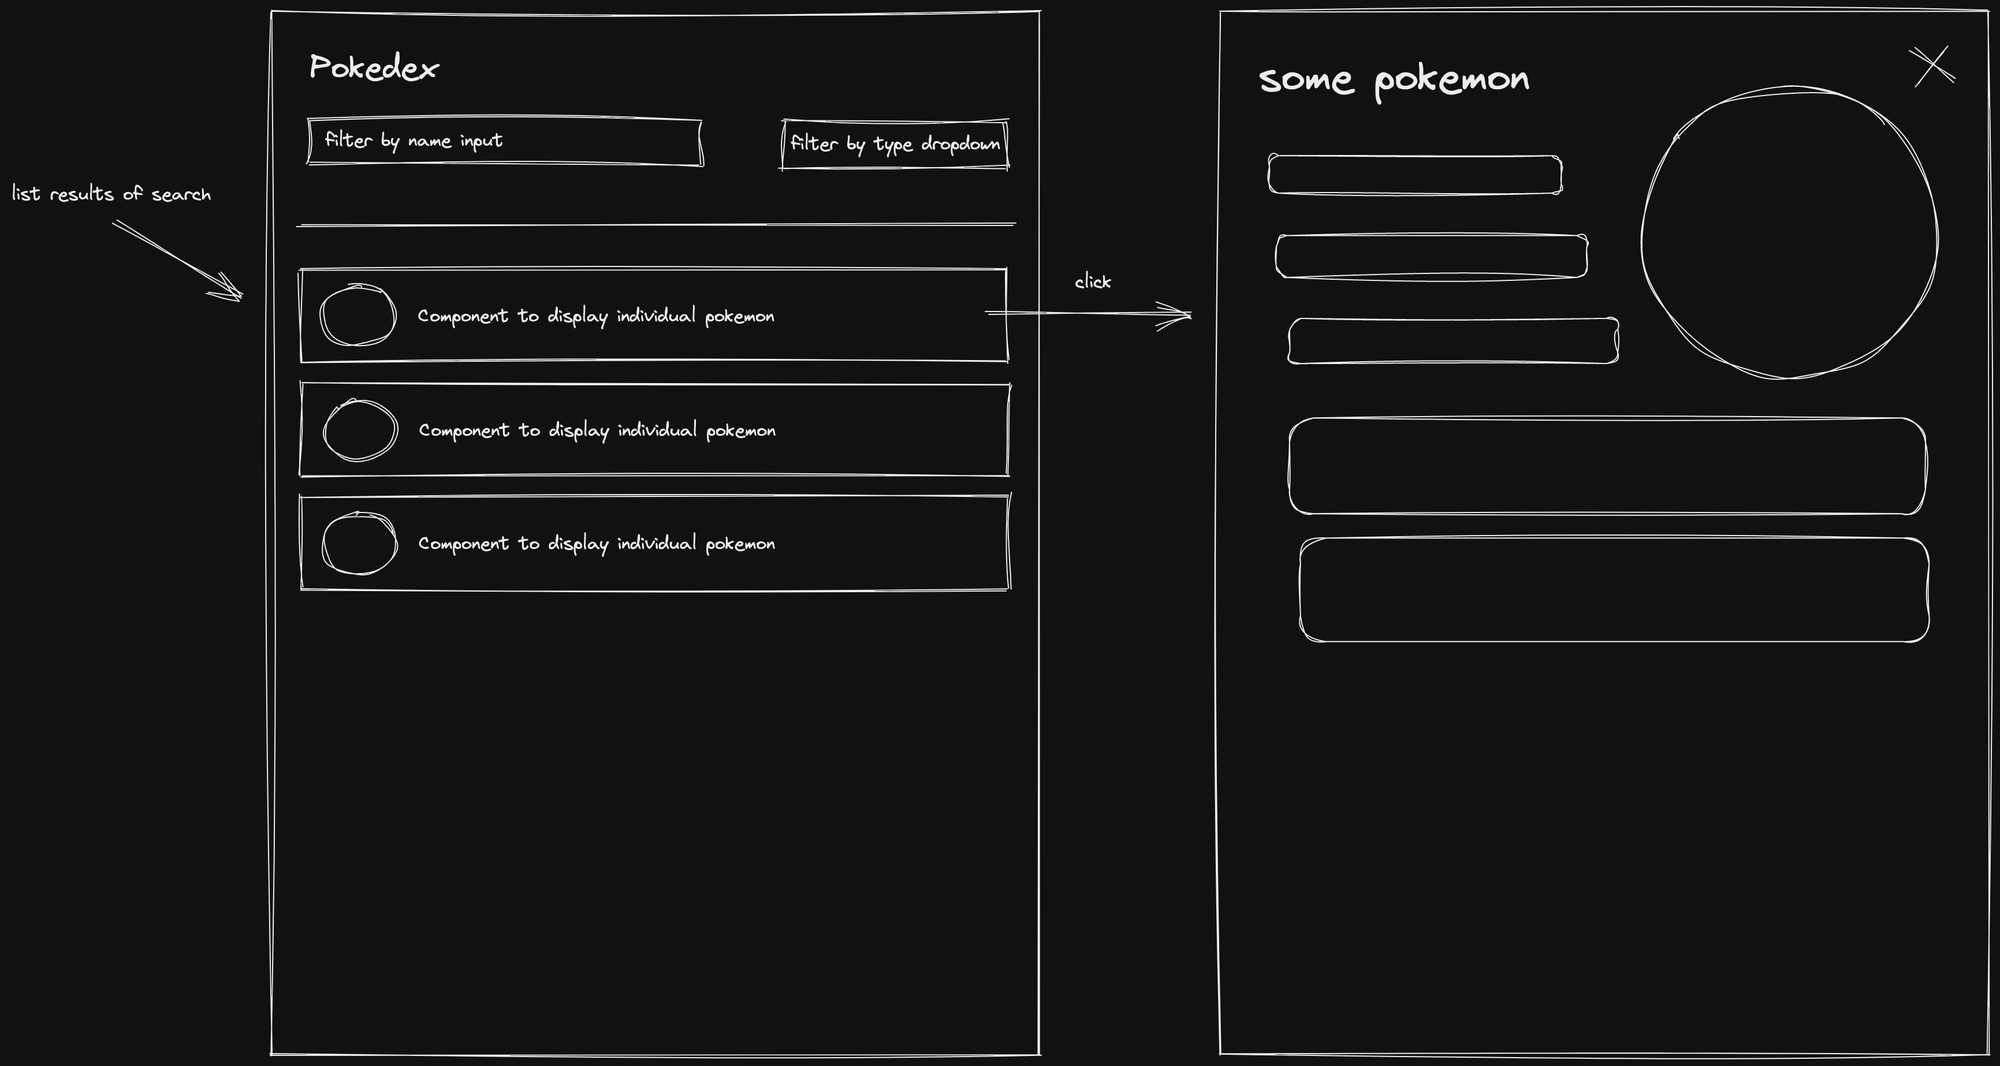 Pokedex
filter by name input
filter by type dropdown
list results of search
Component to display individual pokemon
Component to display individual pokemon
Component to display individual pokemon
click
some pokemon